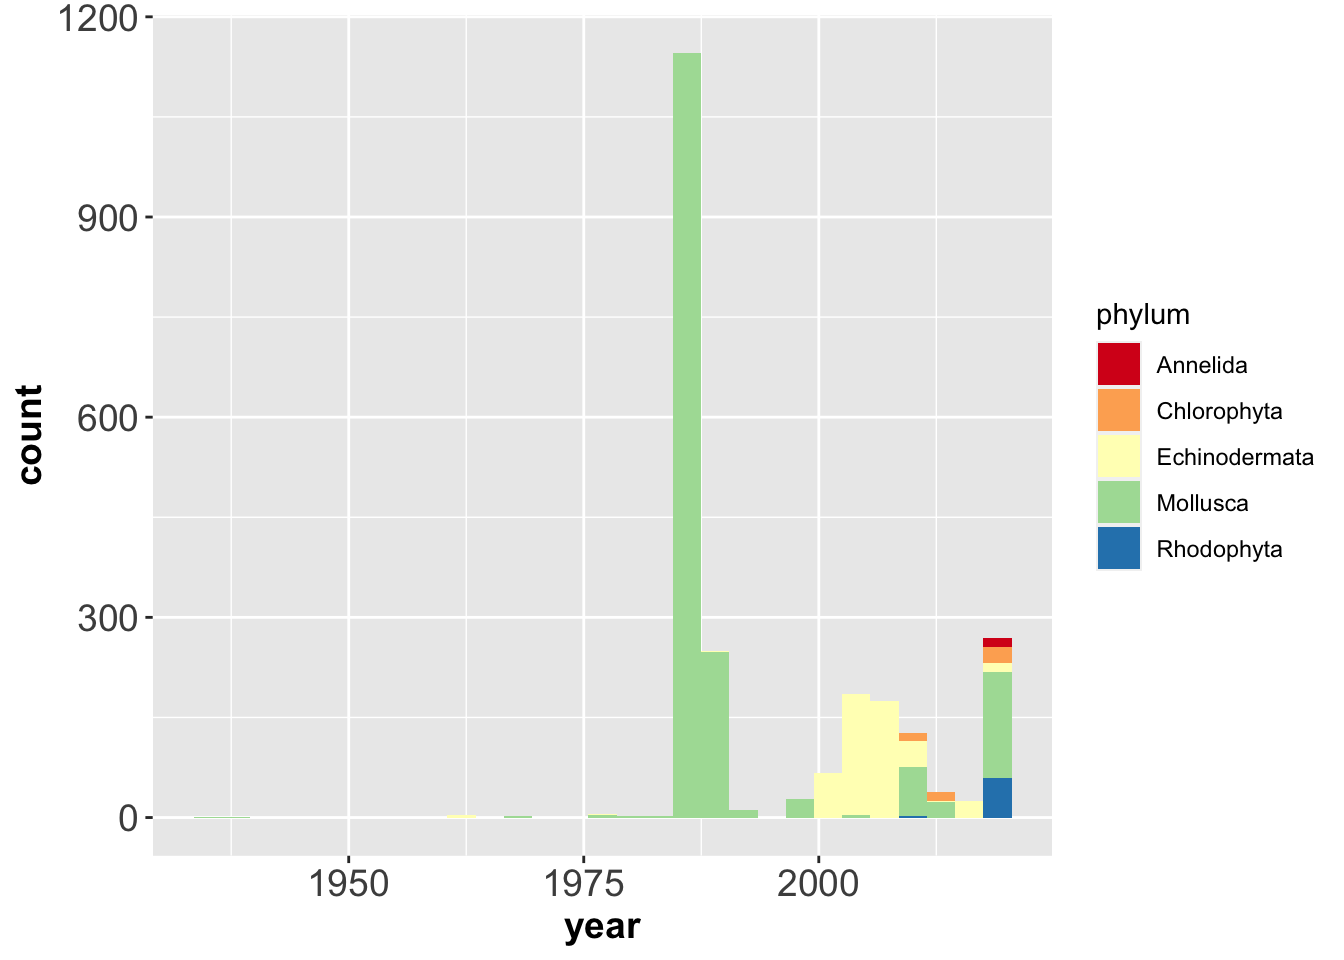 1200
900
600
300
0
count
1950 1975 2000
year
phylum
Annelida
Chlorophyta
Echinodermata
Mollusca
Rhodophyta